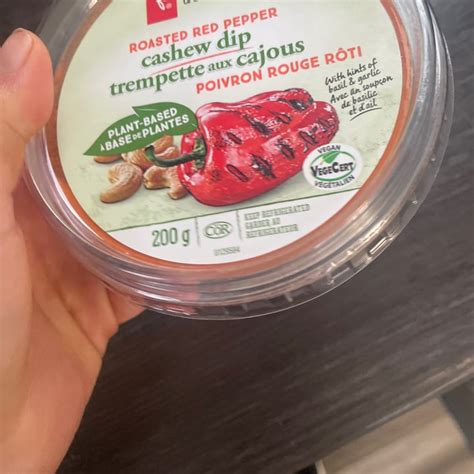 ROASTED RED PEPPER
cashew dip
trempette aux cajous
POIVRON ROUGE RÔTI
With hints of
basil & garlic
Avec un soupçon
de basilic
et d'ail
PLANT-BASED
À BASE DE PLANTES
VEGAN
VEGECERT
VÉGÉTALIEN
200 g
COR
KEEP REFRIGERATED
GARDER AU
RÉFRIGÉRATEUR